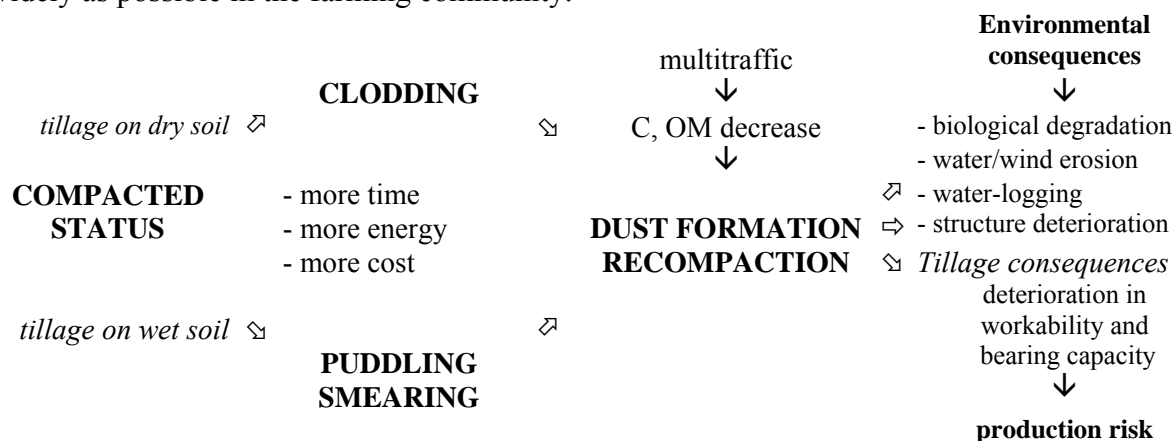 widely as possible in the farming community.
Environmental
consequences
multitraffic
CLODDING
tillage on dry soil
C, OM decrease
- biological degradation
- water/wind erosion
COMPACTED
STATUS
- more time
- more energy
- more cost
- water-logging
DUST FORMATION
RECOMPACTION
- structure deterioration
Tillage consequences
deterioration in
workability and
bearing capacity
tillage on wet soil
PUDDLING
SMEARING
production risk